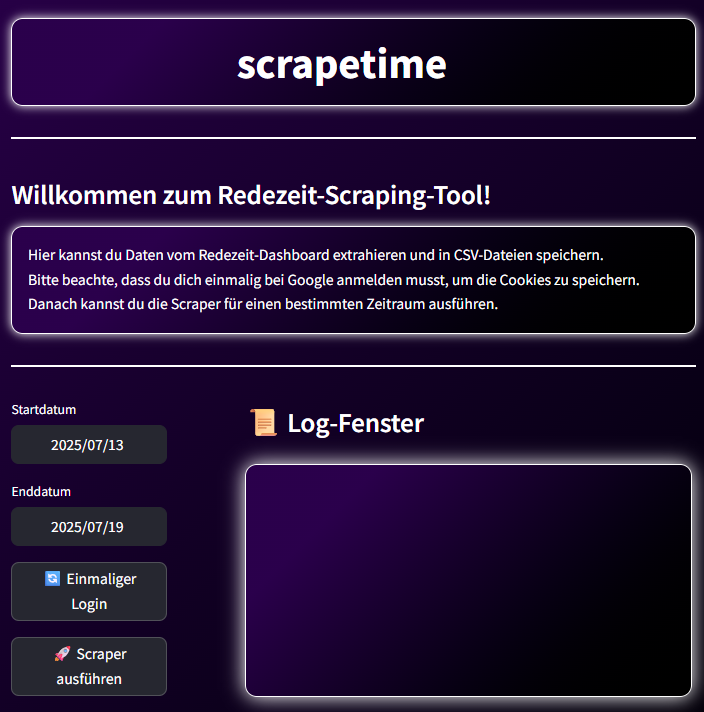 scrapetime
Willkommen zum Redezeit-Scraping-Tool!
Hier kannst du Daten vom Redezeit-Dashboard extrahieren und in CSV-Dateien speichern.
Bitte beachte, dass du dich einmalig bei Google anmelden musst, um die Cookies zu speichern.
Danach kannst du die Scraper für einen bestimmten Zeitraum ausführen.
Startdatum
2025/07/13
Enddatum
2025/07/19
🔄 Einmaliger
Login
🚀 Scraper
ausführen
📜 Log-Fenster